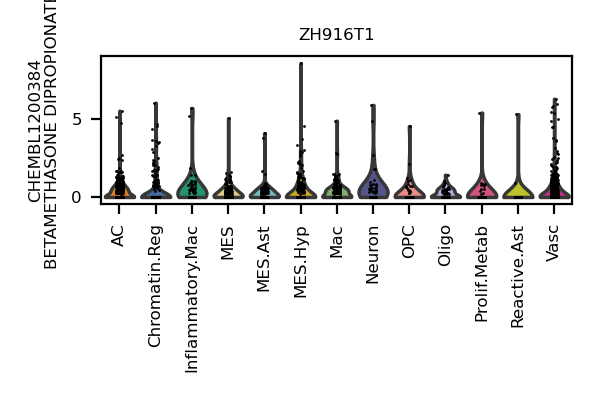 ZH916T1
CHEMBL1200384
BETAMETHASONE DIPROPIONATE
5
0
AC
Chromatin.Reg
Inflammatory.Mac
MES
MES.Ast
MES.Hyp
Mac
Neuron
OPC
Oligo
Prolif.Metab
Reactive.Ast
Vasc